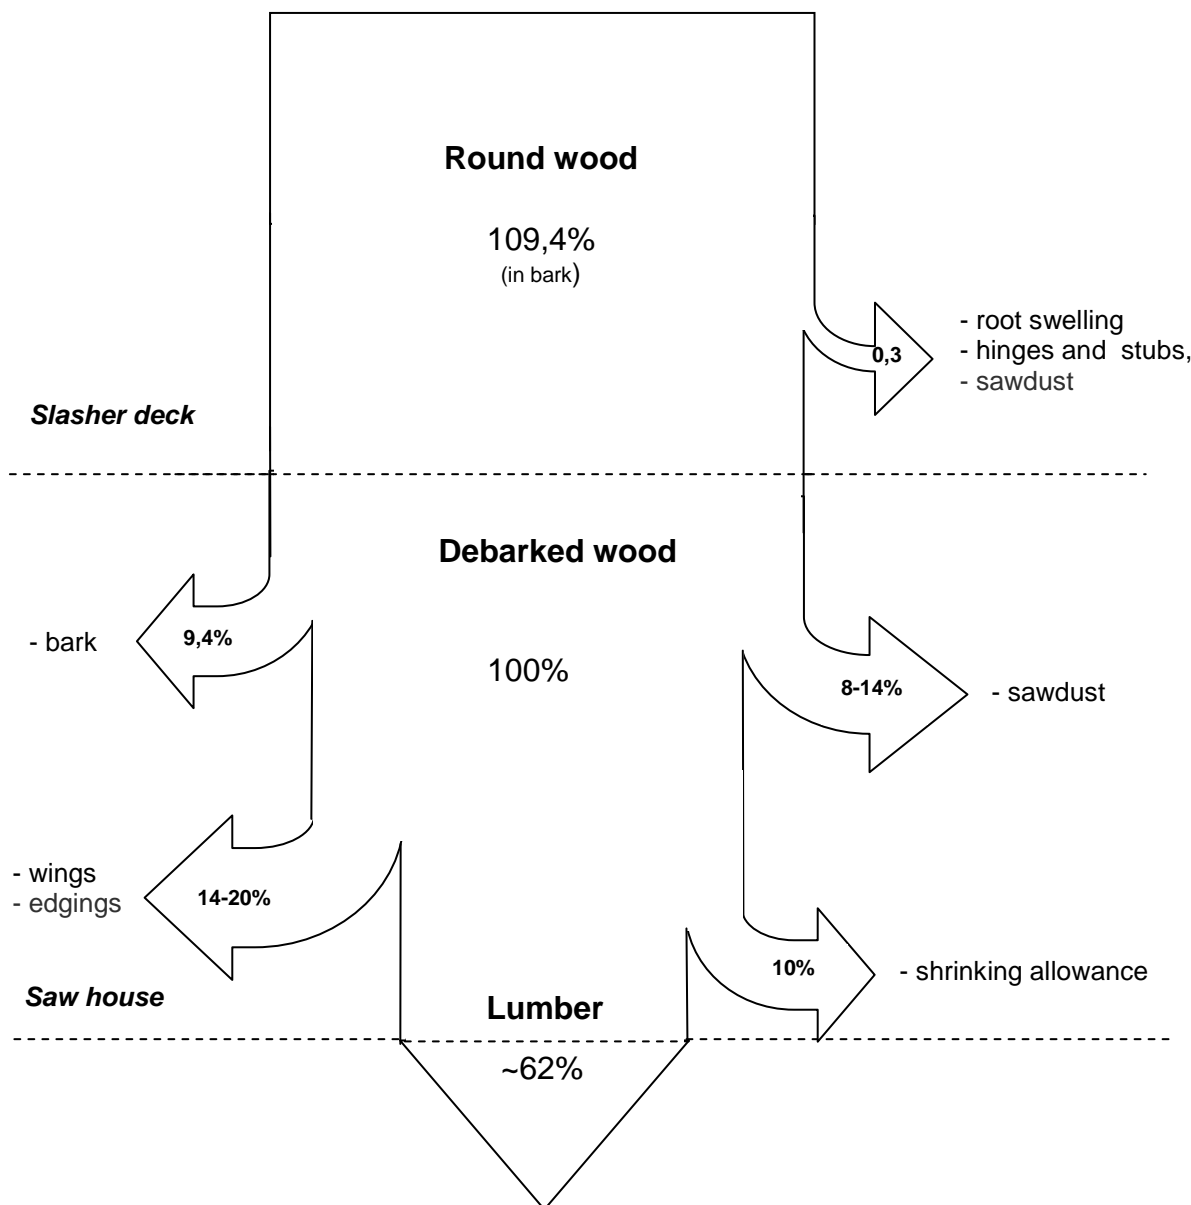 Round wood
109,4%
(in bark)
- root swelling
- hinges and stubs,
- sawdust
0,3
Slasher deck
Debarked wood
- bark
9,4%
100%
8-14%
- sawdust
- wings
- edgings
14-20%
10%
- shrinking allowance
Saw house
Lumber
~62%